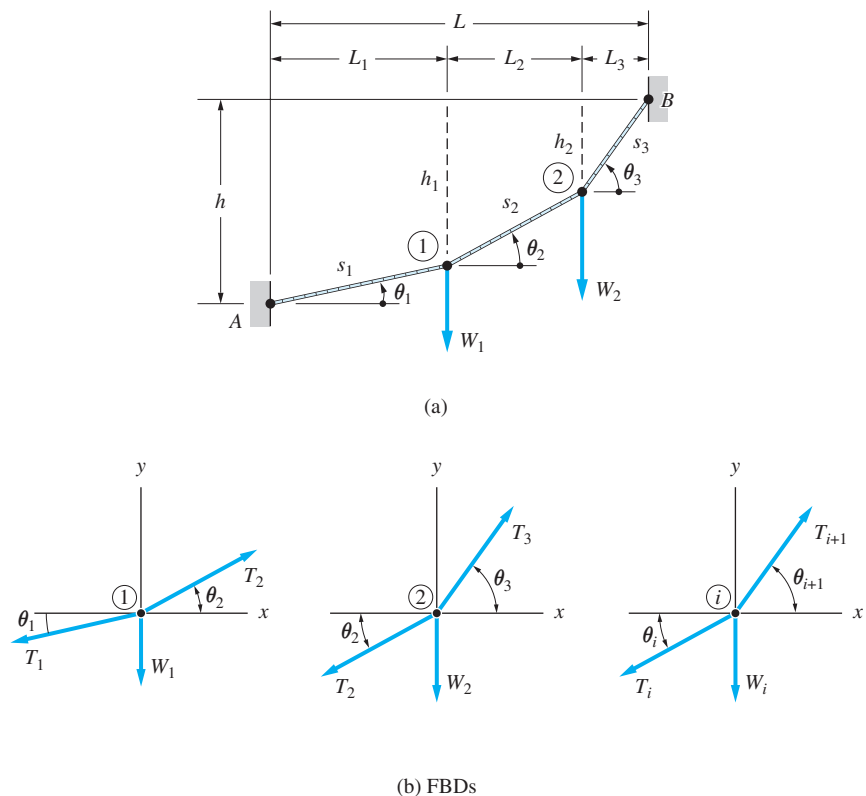 L
L₁ L₂ L₃
B
h₂ s₃
② θ₃
h₁
h s₂
① θ₂
s₁ W₂
θ₁
A
W₁
(a)
y y y
T₃ Tᵢ₊₁
T₂
① θ₂ x ② θ₃ x ⓘ θᵢ₊₁ x
θ₁ θ₂ θᵢ
T₁ W₁ T₂ W₂ Tᵢ Wᵢ
(b) FBDs